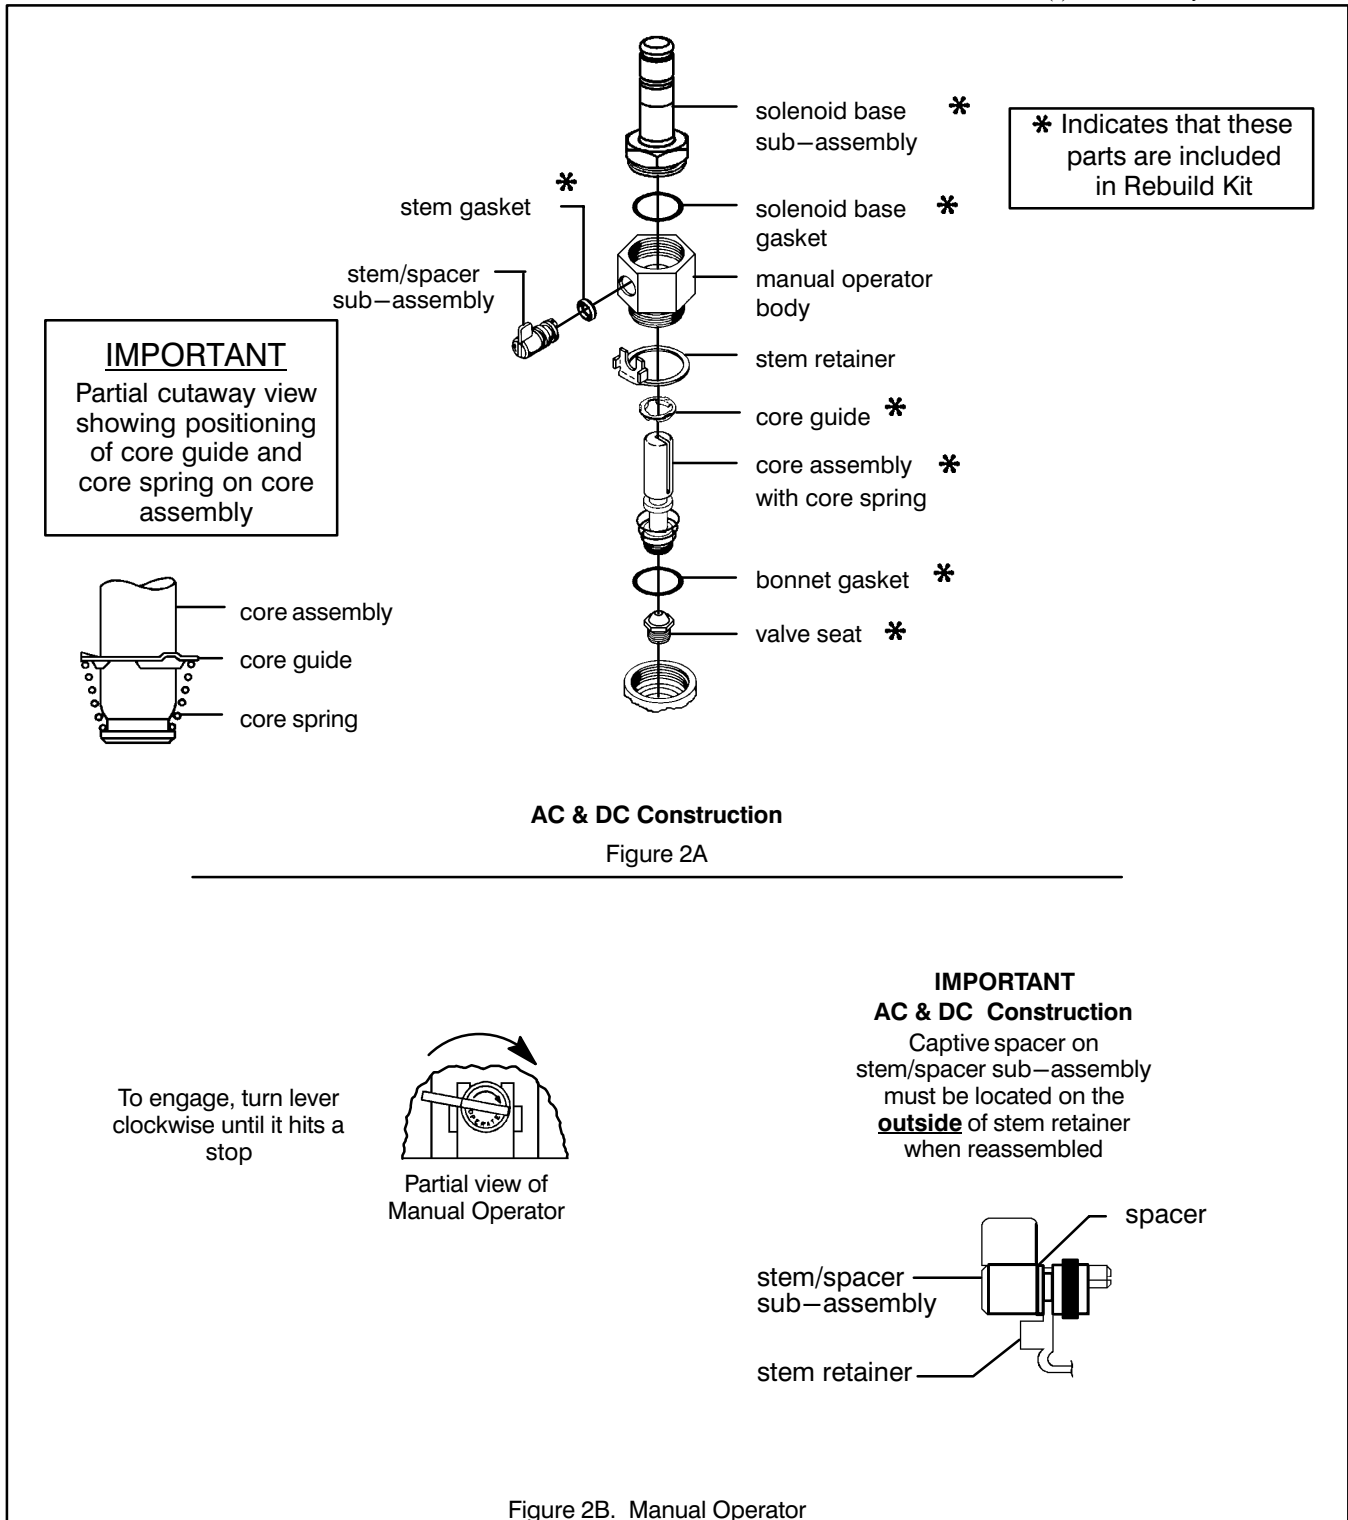 solenoid base *
sub—assembly
* Indicates that these
parts are included
in Rebuild Kit
*
stem gasket
solenoid base *
gasket
stem/spacer
sub—assembly
manual operator
body
IMPORTANT
Partial cutaway view
showing positioning
of core guide and
core spring on core
assembly
stem retainer
core guide *
core assembly *
with core spring
bonnet gasket *
valve seat *
core assembly
core guide
core spring
AC & DC Construction
Figure 2A
To engage, turn lever
clockwise until it hits a
stop
OPERATE
Partial view of
Manual Operator
IMPORTANT
AC & DC Construction
Captive spacer on
stem/spacer sub—assembly
must be located on the
outside of stem retainer
when reassembled
spacer
stem/spacer
sub—assembly
stem retainer
Figure 2B. Manual Operator